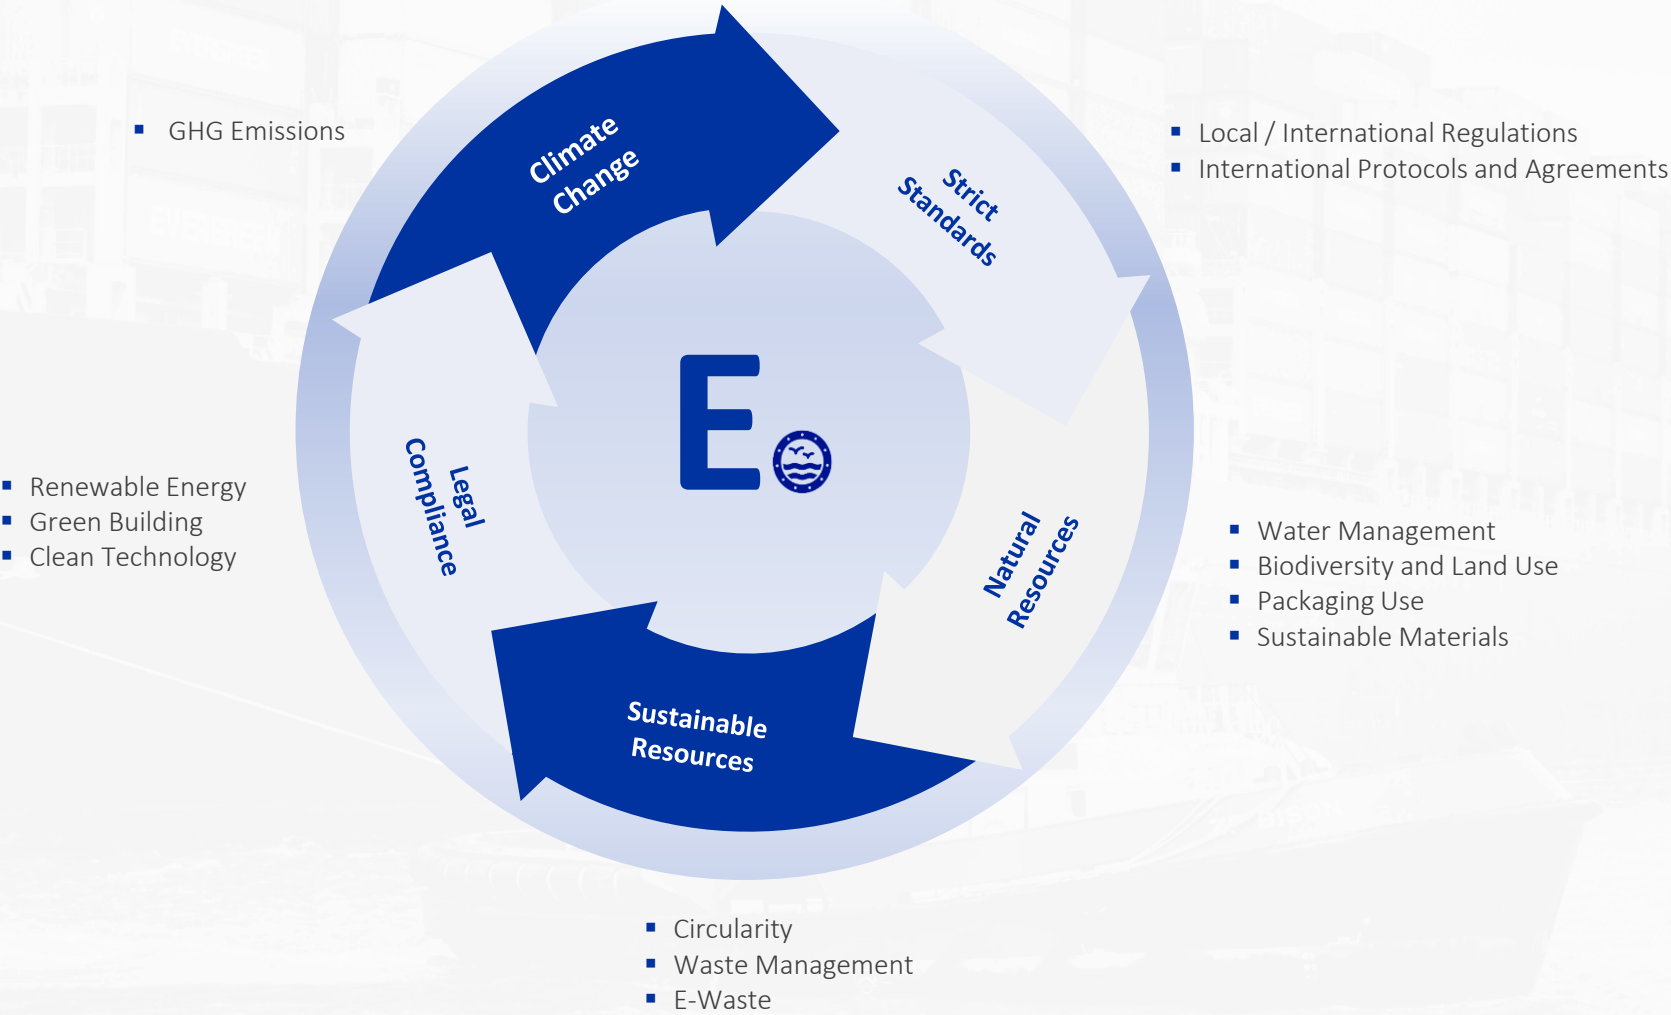 GHG Emissions
Climate
Change
Strict
Standards
Local / International Regulations
International Protocols and Agreements
E
Legal
Compliance
Renewable Energy
Green Building
Clean Technology
Natural
Resources
Water Management
Biodiversity and Land Use
Packaging Use
Sustainable Materials
Sustainable
Resources
Circularity
Waste Management
E-Waste